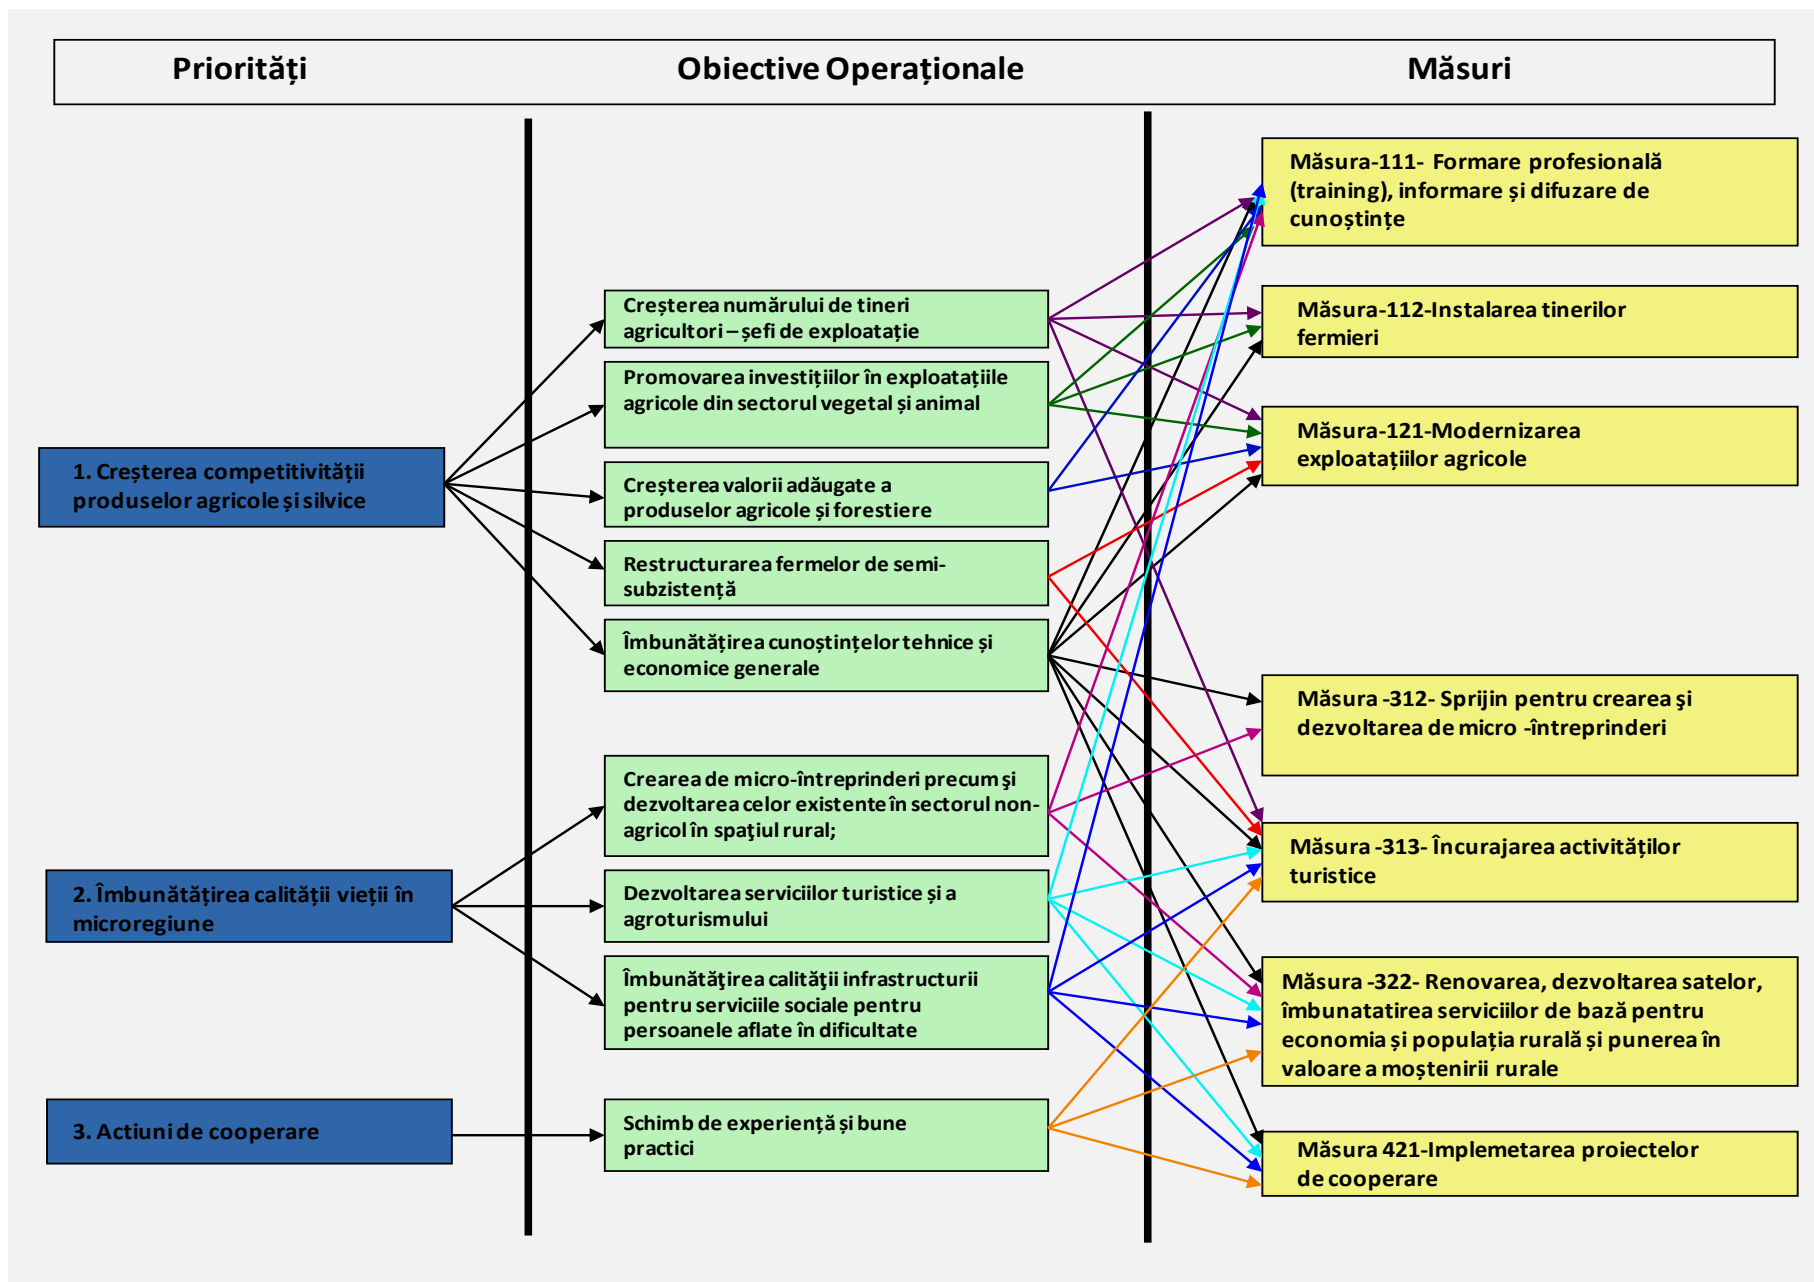 Priorități
Obiective Operaționale
Măsuri
1. Creșterea competitivității
produselor agricole și silvice
2. Îmbunătățirea calității vieții în
microregiune
3. Actiuni de cooperare
Creșterea numărului de tineri
agricultori – șefi de exploatație
Promovarea investițiilor în exploatațiile
agricole din sectorul vegetal și animal
Creșterea valorii adăugate a
produselor agricole și forestiere
Restructurarea fermelor de semi-
subzistență
Îmbunătățirea cunoștințelor tehnice și
economice generale
Crearea de micro-întreprinderi precum şi
dezvoltarea celor existente în sectorul non-
agricol în spaţiul rural;
Dezvoltarea serviciilor turistice și a
agroturismului
Îmbunătăţirea calităţii infrastructurii
pentru serviciile sociale pentru
persoanele aflate în dificultate
Schimb de experiență și bune
practici
Măsura-111- Formare profesională
(training), informare și difuzare de
cunoștințe
Măsura-112-Instalarea tinerilor
fermieri
Măsura-121-Modernizarea
exploatațiilor agricole
Măsura -312- Sprijin pentru crearea şi
dezvoltarea de micro -întreprinderi
Măsura -313- Încurajarea activităților
turistice
Măsura -322- Renovarea, dezvoltarea satelor,
îmbunatatirea serviciilor de bază pentru
economia și populația rurală și punerea în
valoare a moștenirii rurale
Măsura 421-Implemetarea proiectelor
de cooperare